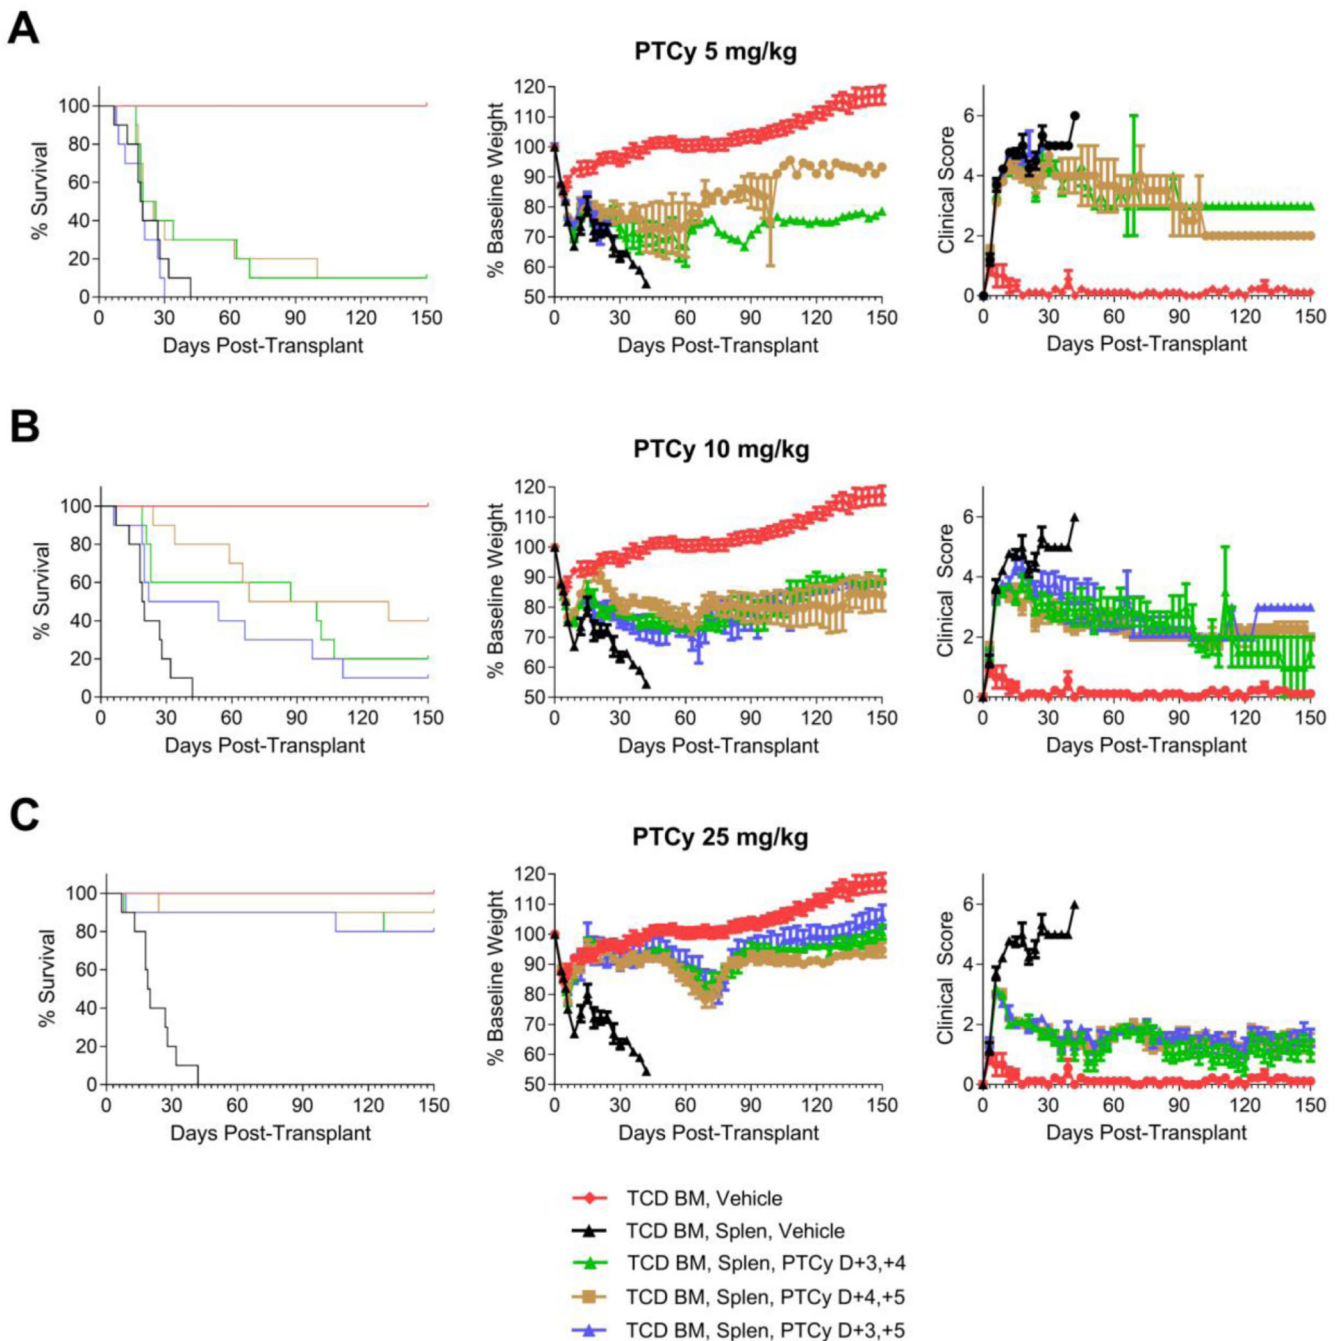 A
PTCy 5 mg/kg
% Survival
100
80
60
40
20
0
0 30 60 90 120 150
Days Post-Transplant
% Baseline Weight
120
110
100
90
80
70
60
50
0 30 60 90 120 150
Days Post-Transplant
Clinical Score
6
4
2
0
0 30 60 90 120 150
Days Post-Transplant
B
PTCy 10 mg/kg
% Survival
100
80
60
40
20
0
0 30 60 90 120 150
Days Post-Transplant
% Baseline Weight
120
110
100
90
80
70
60
50
0 30 60 90 120 150
Days Post-Transplant
Clinical Score
6
4
2
0
0 30 60 90 120 150
Days Post-Transplant
C
PTCy 25 mg/kg
% Survival
100
80
60
40
20
0
0 30 60 90 120 150
Days Post-Transplant
% Baseline Weight
120
110
100
90
80
70
60
50
0 30 60 90 120 150
Days Post-Transplant
Clinical Score
6
4
2
0
0 30 60 90 120 150
Days Post-Transplant
TCD BM, Vehicle
TCD BM, Splen, Vehicle
TCD BM, Splen, PTCy D+3,+4
TCD BM, Splen, PTCy D+4,+5
TCD BM, Splen, PTCy D+3,+5